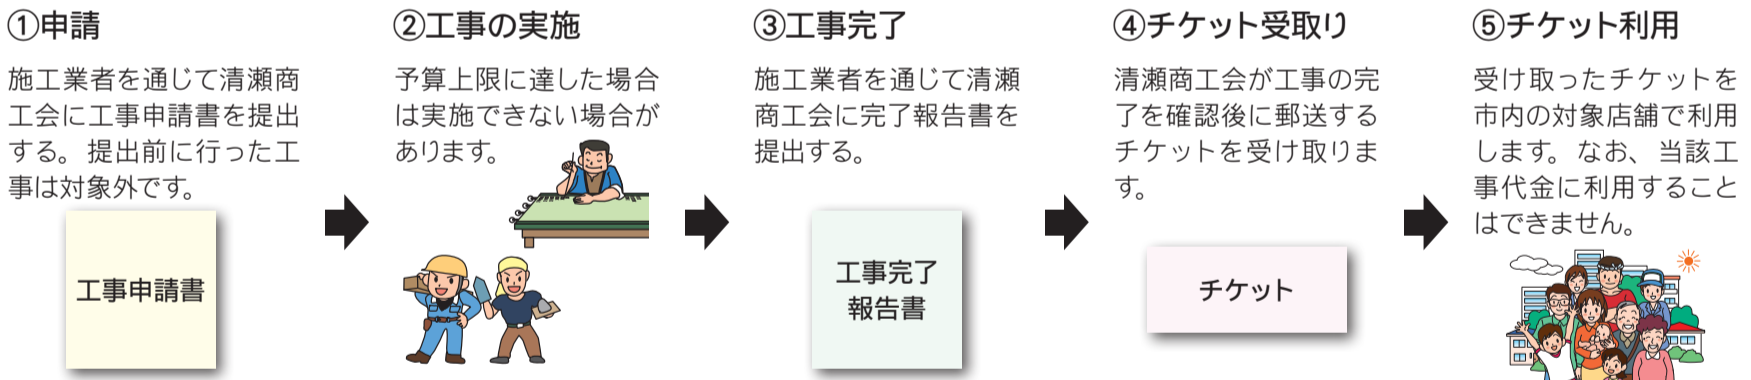 ①申請
施工業者を通じて清瀬商
工会に工事申請書を提出
する。提出前に行った工
事は対象外です。
工事申請書
②工事の実施
予算上限に達した場合
は実施できない場合が
あります。
③工事完了
施工業者を通じて清瀬
商工会に完了報告書を
提出する。
工事完了
報告書
④チケット受取り
清瀬商工会が工事の完
了を確認後に郵送する
チケットを受け取りま
す。
チケット
⑤チケット利用
受け取ったチケットを
市内の対象店舗で利用
します。なお、当該工
事代金に利用すること
はできません。